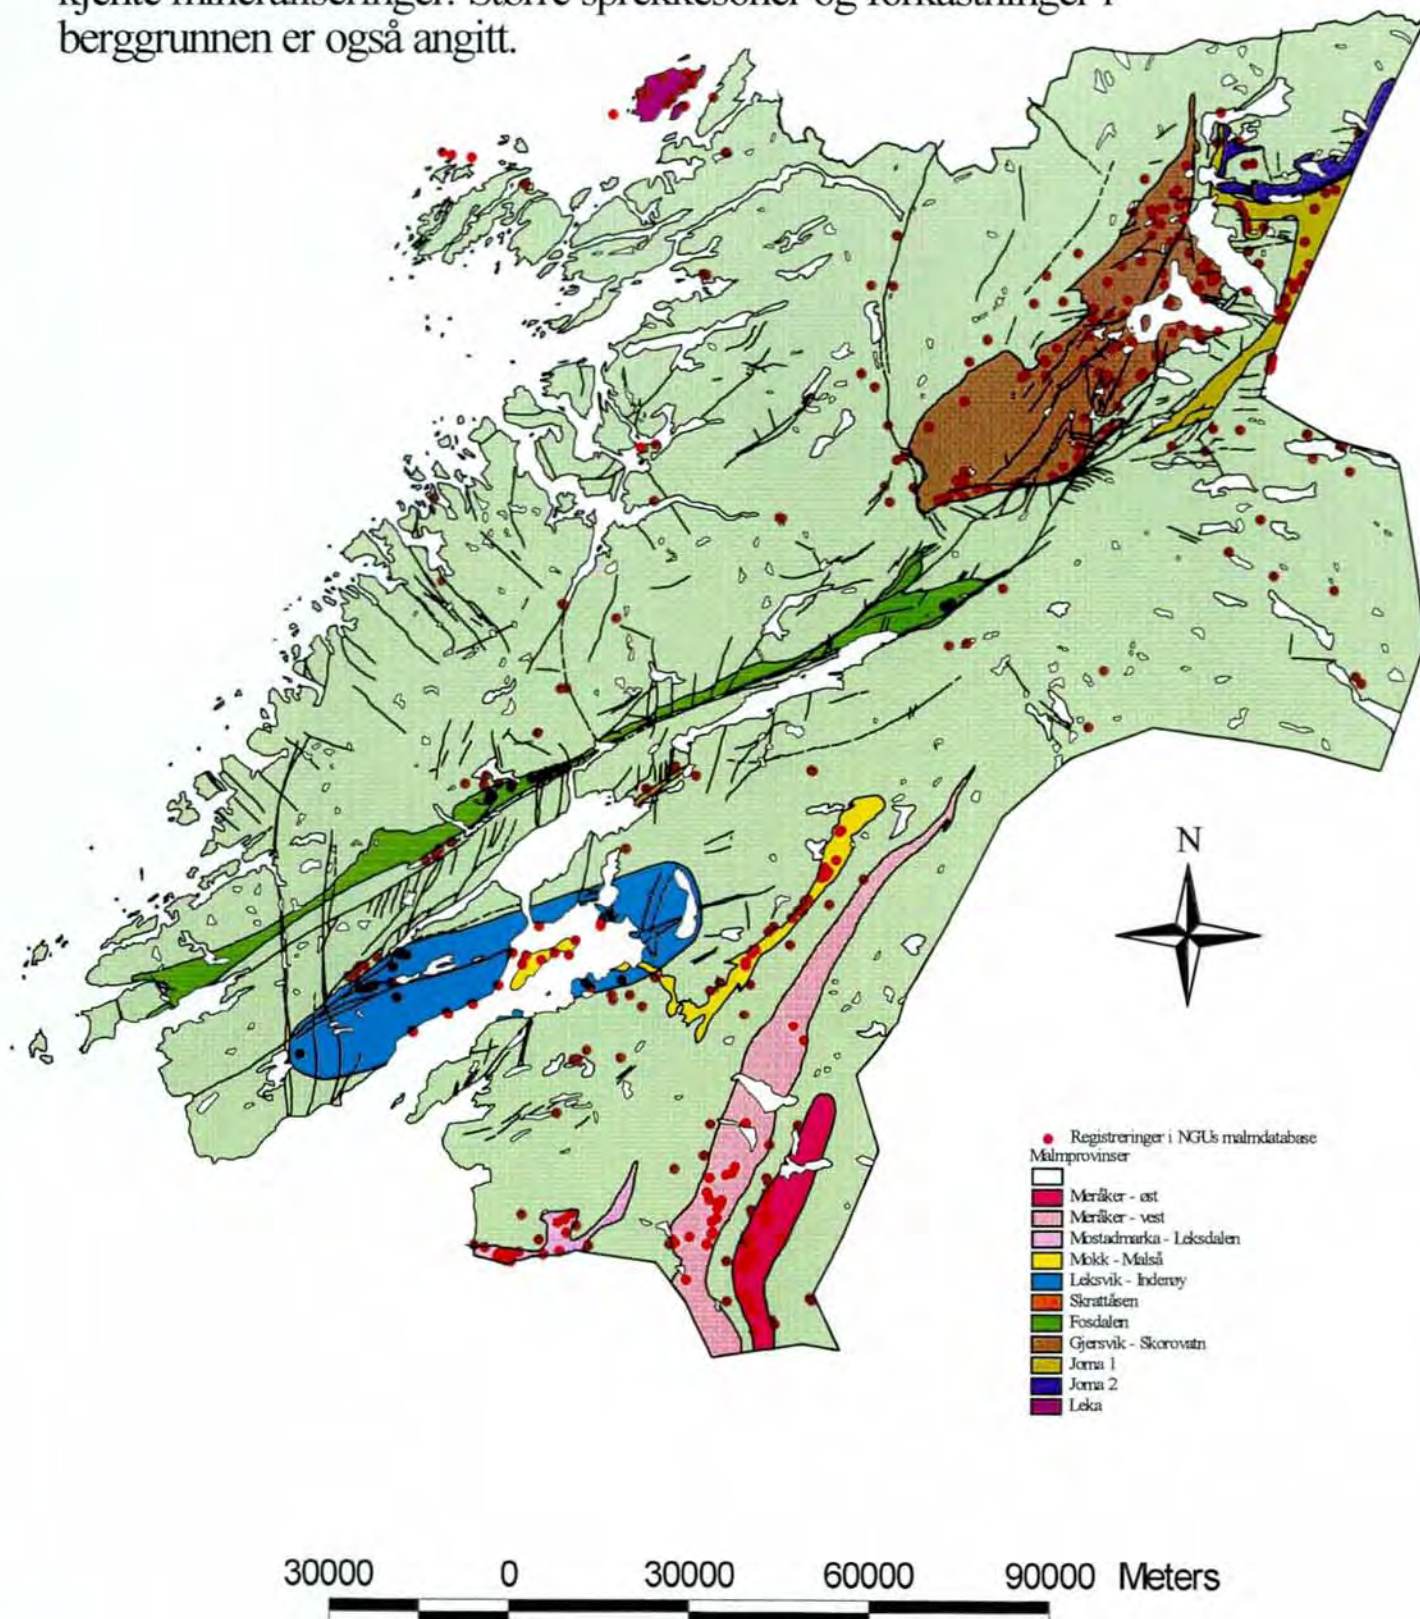 berggrunnen er også angitt.
N
Registreringer i NGUs malmdatabase
Malmprovinser
Meråker - øst
Meråker - vest
Mostadmarka - Leksdalen
Mokk - Malså
Leksvik - Inderøy
Skrattåsen
Fosdalen
Gjersvik - Skorovatn
Joma 1
Joma 2
Leka
30000 0 30000 60000 90000 Meters